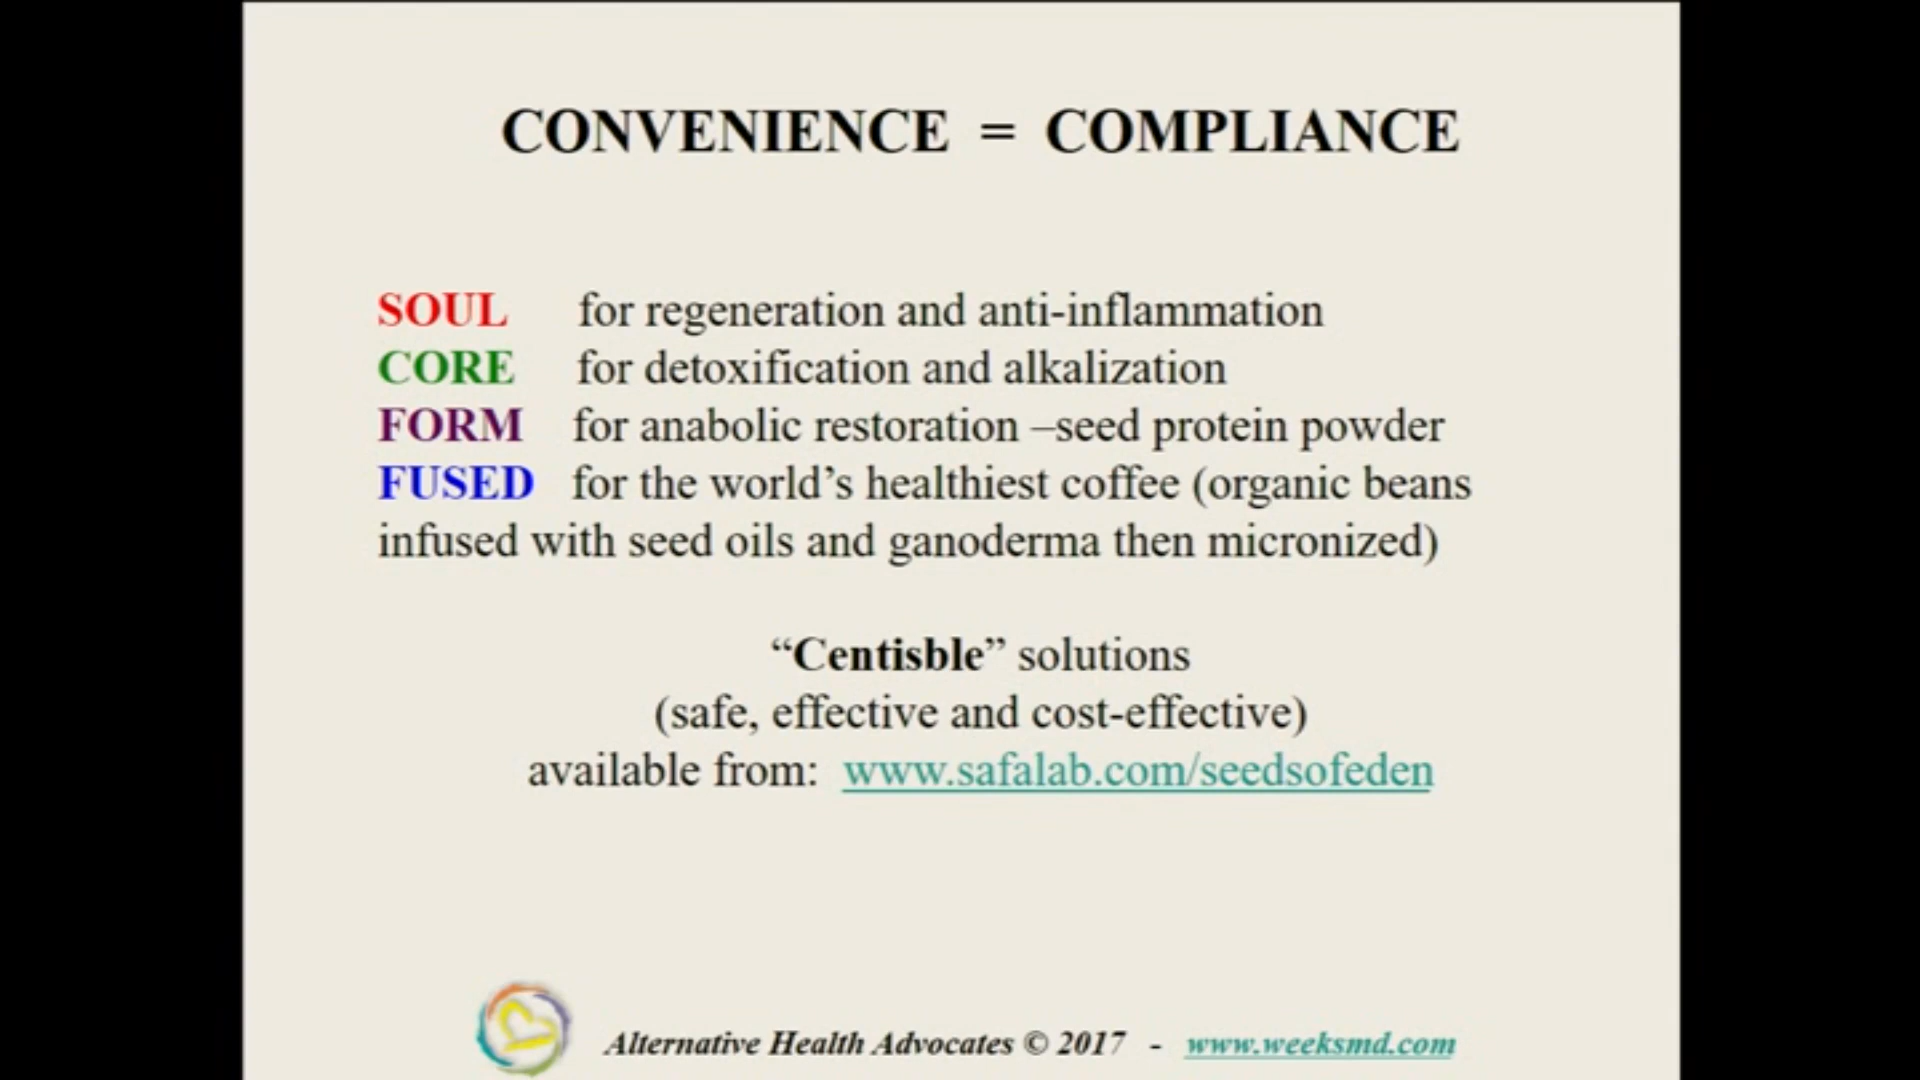 CONVENIENCE = COMPLIANCE
SOUL for regeneration and anti-inflammation
CORE for detoxification and alkalization
FORM for anabolic restoration –seed protein powder
FUSED for the world’s healthiest coffee (organic beans
infused with seed oils and ganoderma then micronized)
“Centisble” solutions
(safe, effective and cost-effective)
available from: www.safalab.com/seedsofeden
Alternative Health Advocates © 2017 - www.weeksmd.com